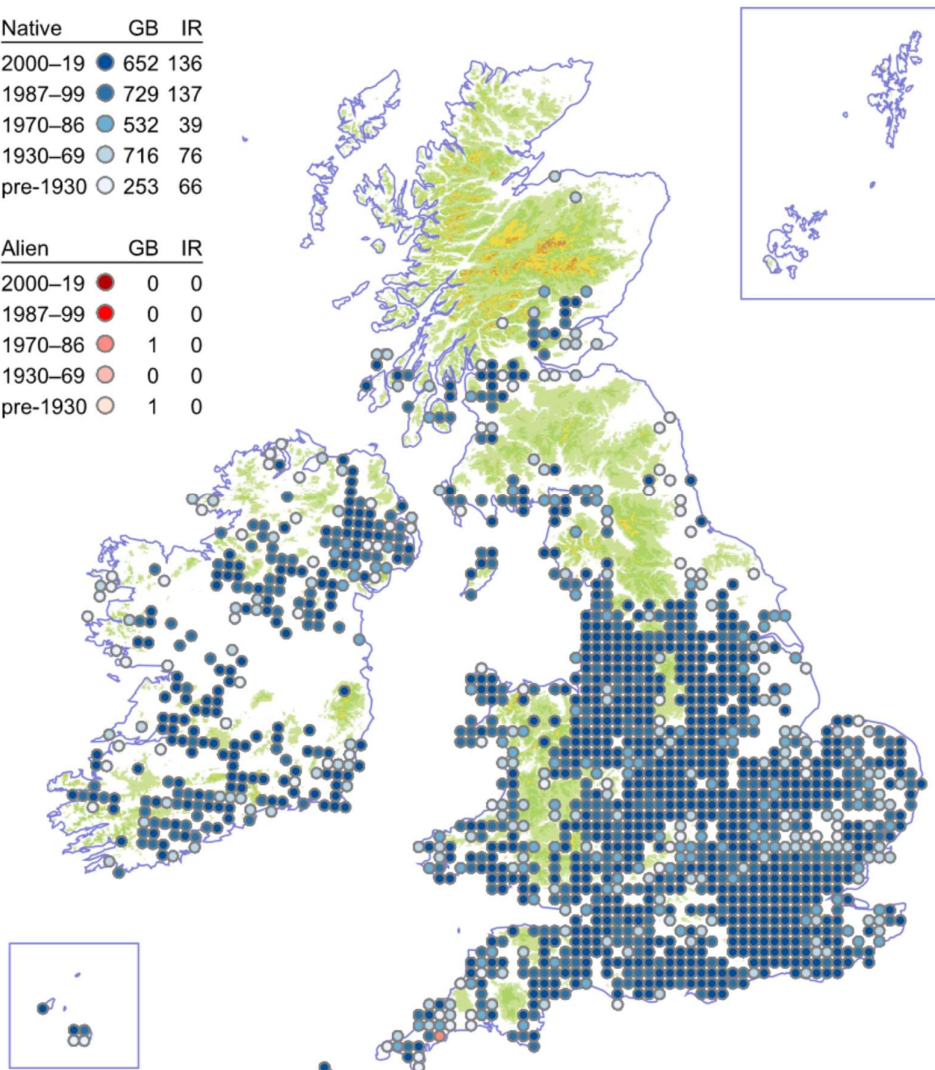 Native GB IR
2000–19 652 136
1987–99 729 137
1970–86 532 39
1930–69 716 76
pre-1930 253 66
Alien GB IR
2000–19 0 0
1987–99 0 0
1970–86 1 0
1930–69 0 0
pre-1930 1 0